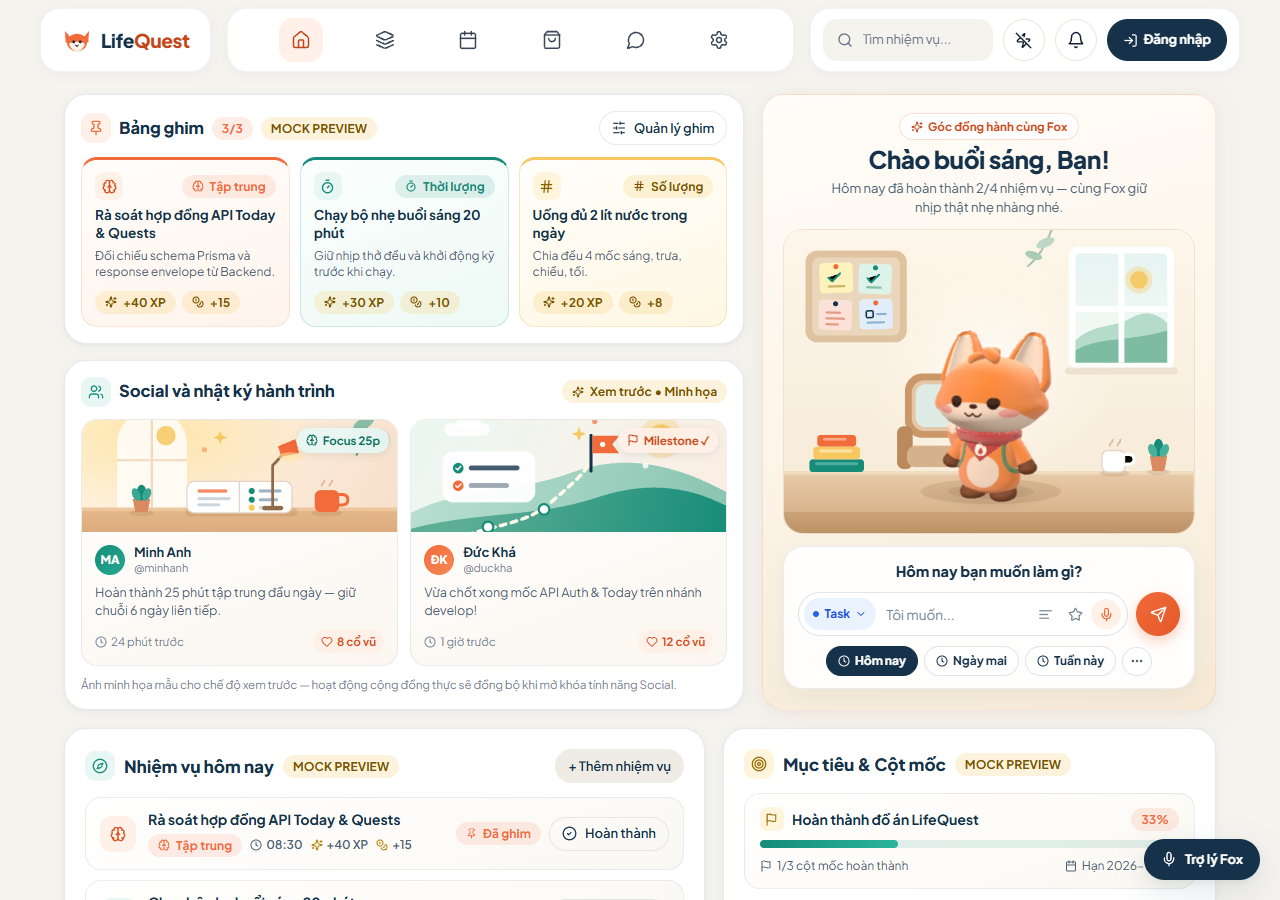 LifeQuest
Tìm nhiệm vụ...
Đăng nhập
Bảng ghim
3/3
MOCK PREVIEW
Quản lý ghim
Tập trung
Rà soát hợp đồng API Today
& Quests
Đối chiếu schema Prisma và
response envelope từ Backend.
+40 XP
+15
Thời lượng
Chạy bộ nhẹ buổi sáng 20
phút
Giữ nhịp thở đều và khởi động kỹ
trước khi chạy.
+30 XP
+10
Số lượng
Uống đủ 2 lít nước trong
ngày
Chia đều 4 mốc sáng, trưa,
chiều, tối.
+20 XP
+8
Góc đồng hành cùng Fox
Chào buổi sáng, Bạn!
Hôm nay đã hoàn thành 2/4 nhiệm vụ — cùng Fox giữ
nhịp thật nhẹ nhàng nhé.
Social và nhật ký hành trình
Xem trước • Minh họa
Focus 25p
MA
Minh Anh
@minhanh
Hoàn thành 25 phút tập trung đầu ngày — giữ
chuỗi 6 ngày liên tiếp.
24 phút trước
8 cổ vũ
Milestone ✓
ĐK
Đức Khá
@duckha
Vừa chốt xong mốc API Auth & Today trên nhánh
develop!
1 giờ trước
12 cổ vũ
Ảnh minh họa mẫu cho chế độ xem trước — hoạt động cộng đồng thực sẽ đồng bộ khi mở khóa tính năng Social.
Hôm nay bạn muốn làm gì?
Task
Tôi muốn...
Hôm nay
Ngày mai
Tuần này
Nhiệm vụ hôm nay
MOCK PREVIEW
+ Thêm nhiệm vụ
Rà soát hợp đồng API Today & Quests
Tập trung
08:30
+40 XP
+15
Đã ghim
Hoàn thành
Mục tiêu & Cột mốc
MOCK PREVIEW
Hoàn thành đồ án LifeQuest
33%
1/3 cột mốc hoàn thành
Hạn 2026-
Trợ lý Fox